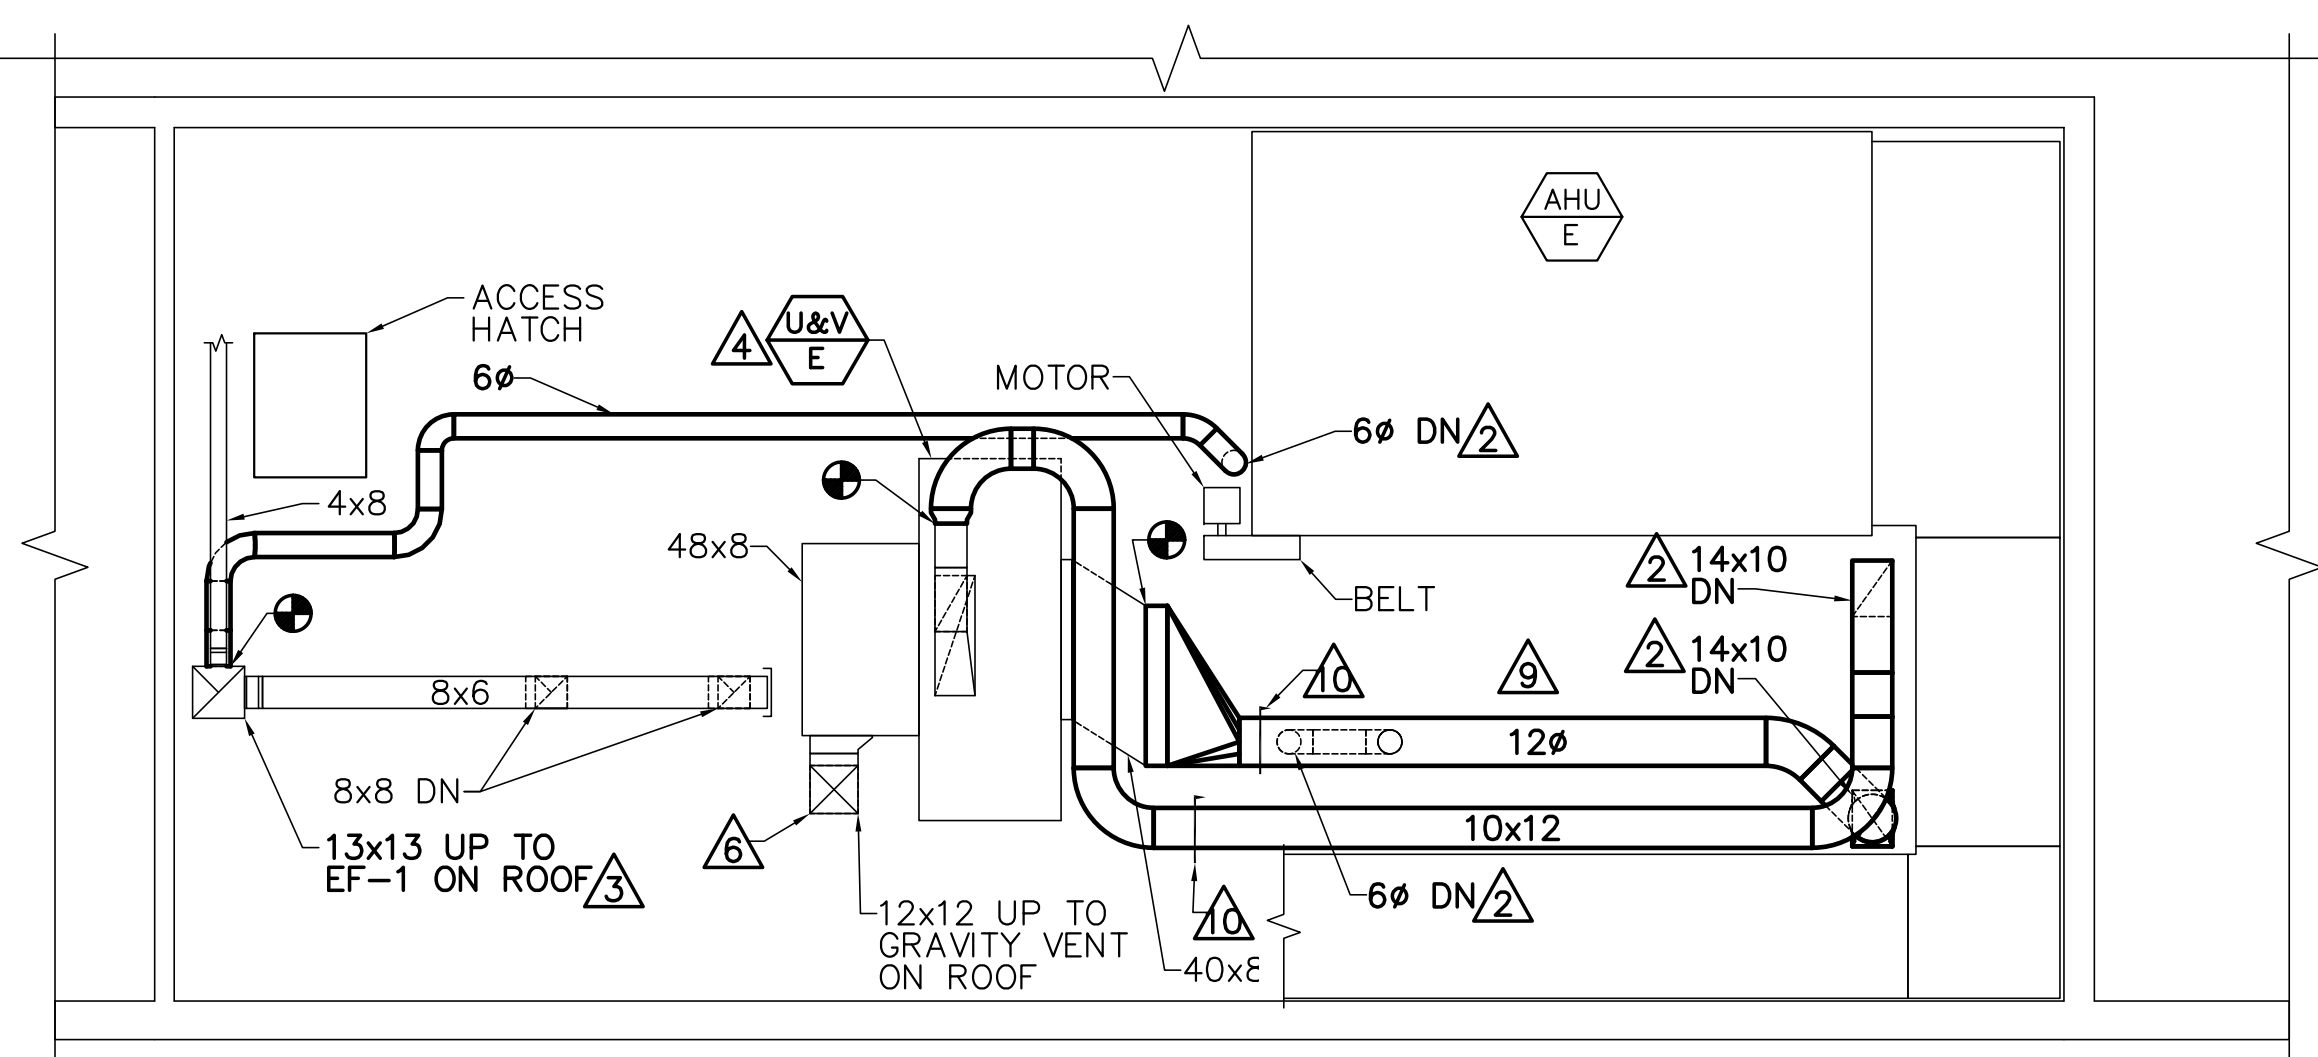 AHU
E
ACCESS
HATCH
6ø
4
U&V
E
MOTOR
6ø DN
2
4x8
48x8
BELT
2
14x10
DN
2
14x10
DN
10
9
8x6
12ø
8x8 DN
10x12
6
13x13 UP TO
EF-1 ON ROOF
3
12x12 UP TO
GRAVITY VENT
ON ROOF
10
6ø DN
2
40x8